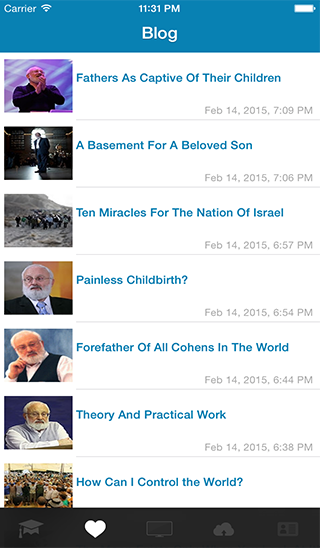 Carrier 11:31 PM
Blog
Fathers As Captive Of Their Children
Feb 14, 2015, 7:09 PM
A Basement For A Beloved Son
Feb 14, 2015, 7:06 PM
Ten Miracles For The Nation Of Israel
Feb 14, 2015, 6:57 PM
Painless Childbirth?
Feb 14, 2015, 6:54 PM
Forefather Of All Cohens In The World
Feb 14, 2015, 6:44 PM
Theory And Practical Work
Feb 14, 2015, 6:38 PM
How Can I Control the World?